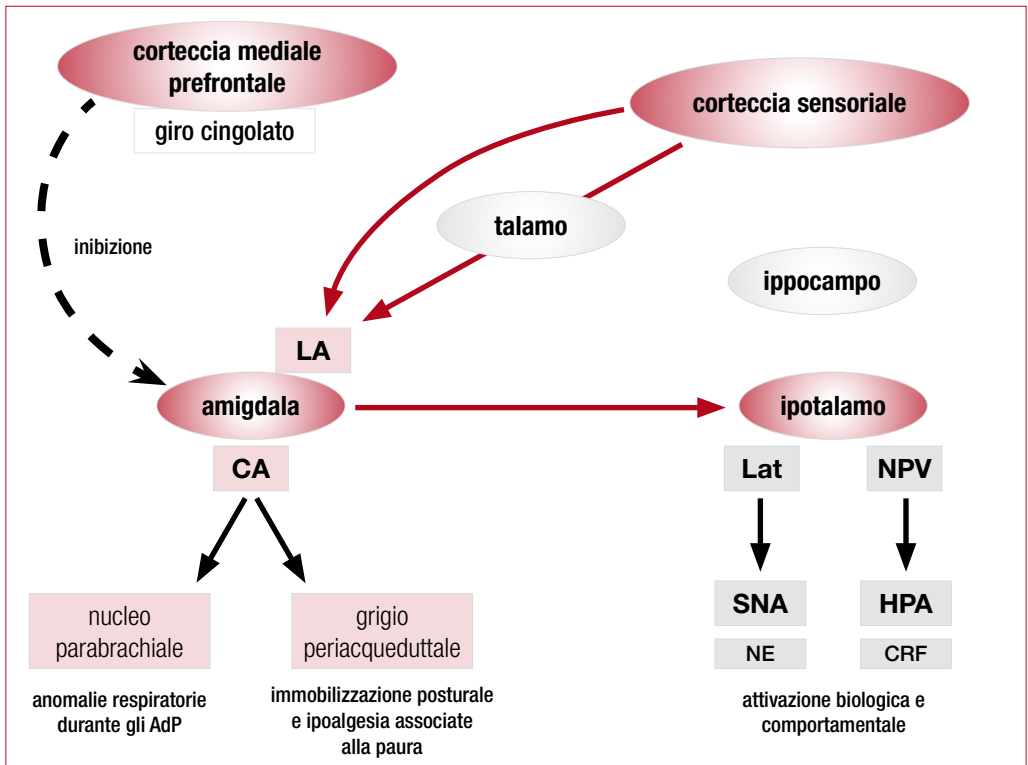 corteccia mediale
prefrontale
giro cingolato
corteccia sensoriale
talamo
inibizione
ippocampo
LA
amigdala
ipotalamo
CA
Lat
NPV
nucleo
parabrachiale
grigio
periacqueduttale
SNA
HPA
NE
CRF
anomalie respiratorie
durante gli AdP
immobilizzazione posturale
e ipoalgesia associate
alla paura
attivazione biologica e
comportamentale